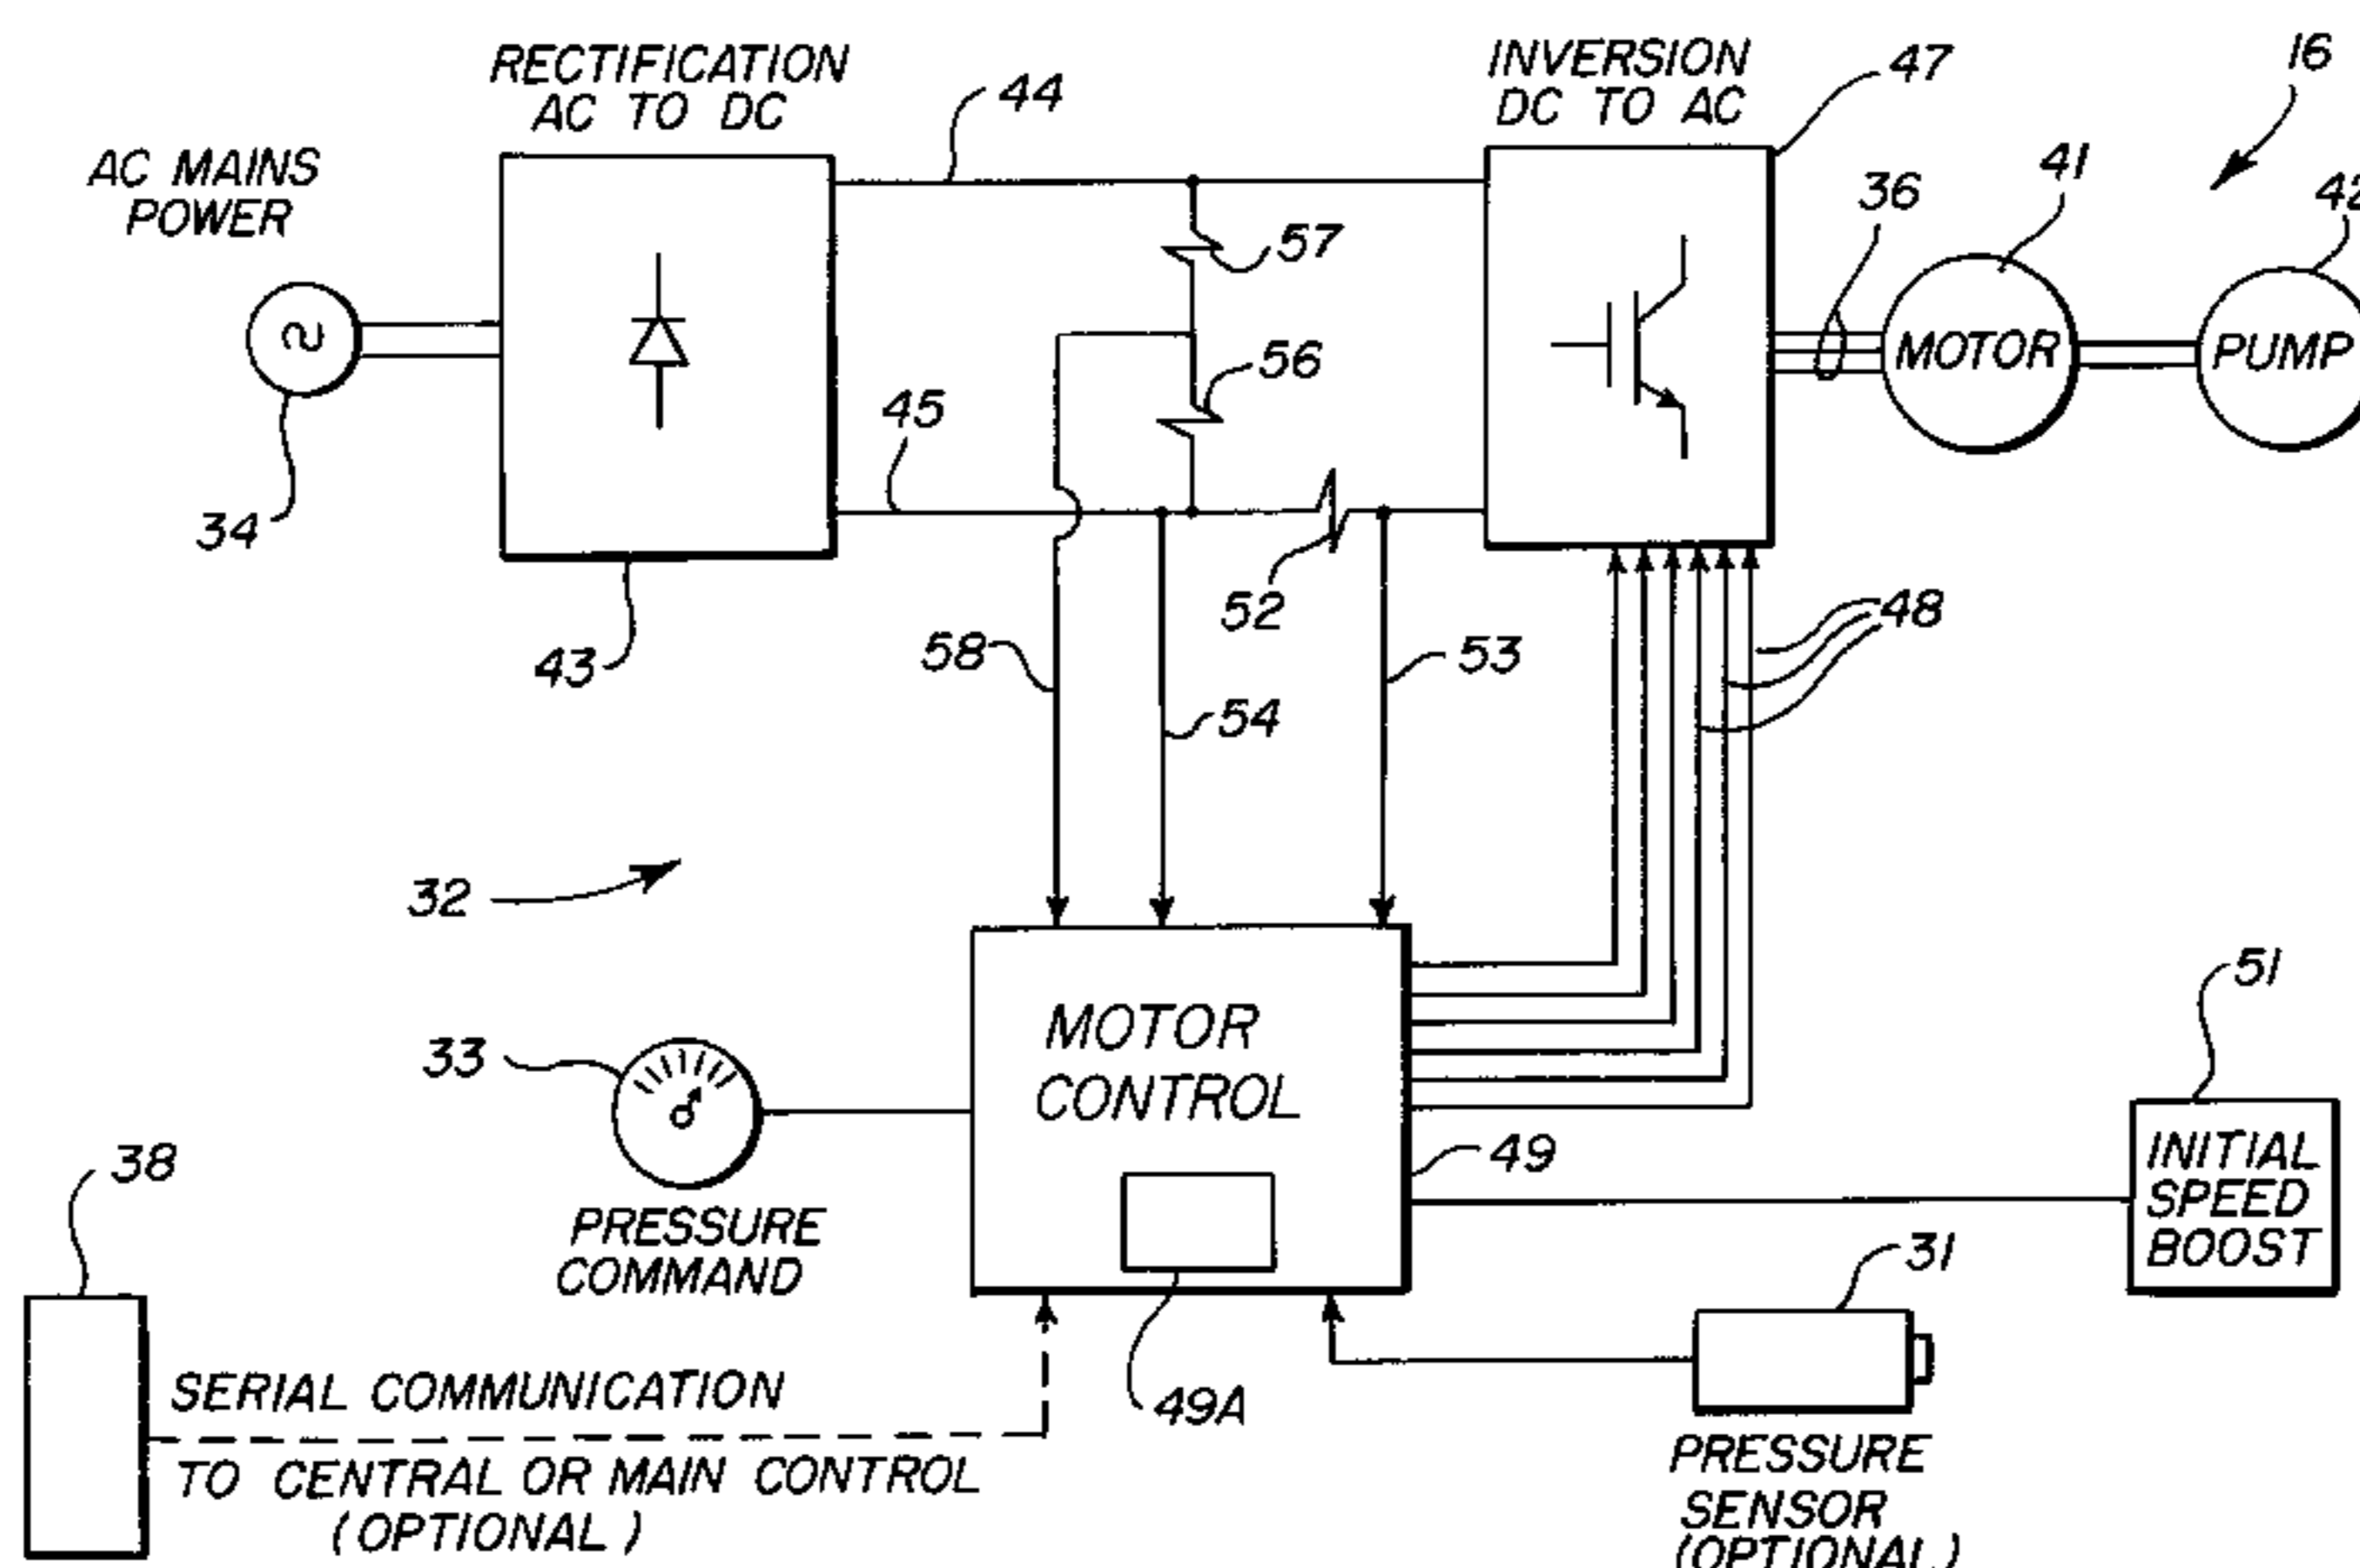 RECTIFICATION
AC TO DC
44
INVERSION
DC TO AC
47
16
AC MAINS
POWER
57
36
41
42
56
MOTOR
PUMP
45
34
52
48
43
58
53
54
32
MOTOR
CONTROL
51
33
49
INITIAL
SPEED
BOOST
38
PRESSURE
COMMAND
31
49A
SERIAL COMMUNICATION
TO CENTRAL OR MAIN CONTROL
(OPTIONAL)
PRESSURE
SENSOR
(OPTIONAL)